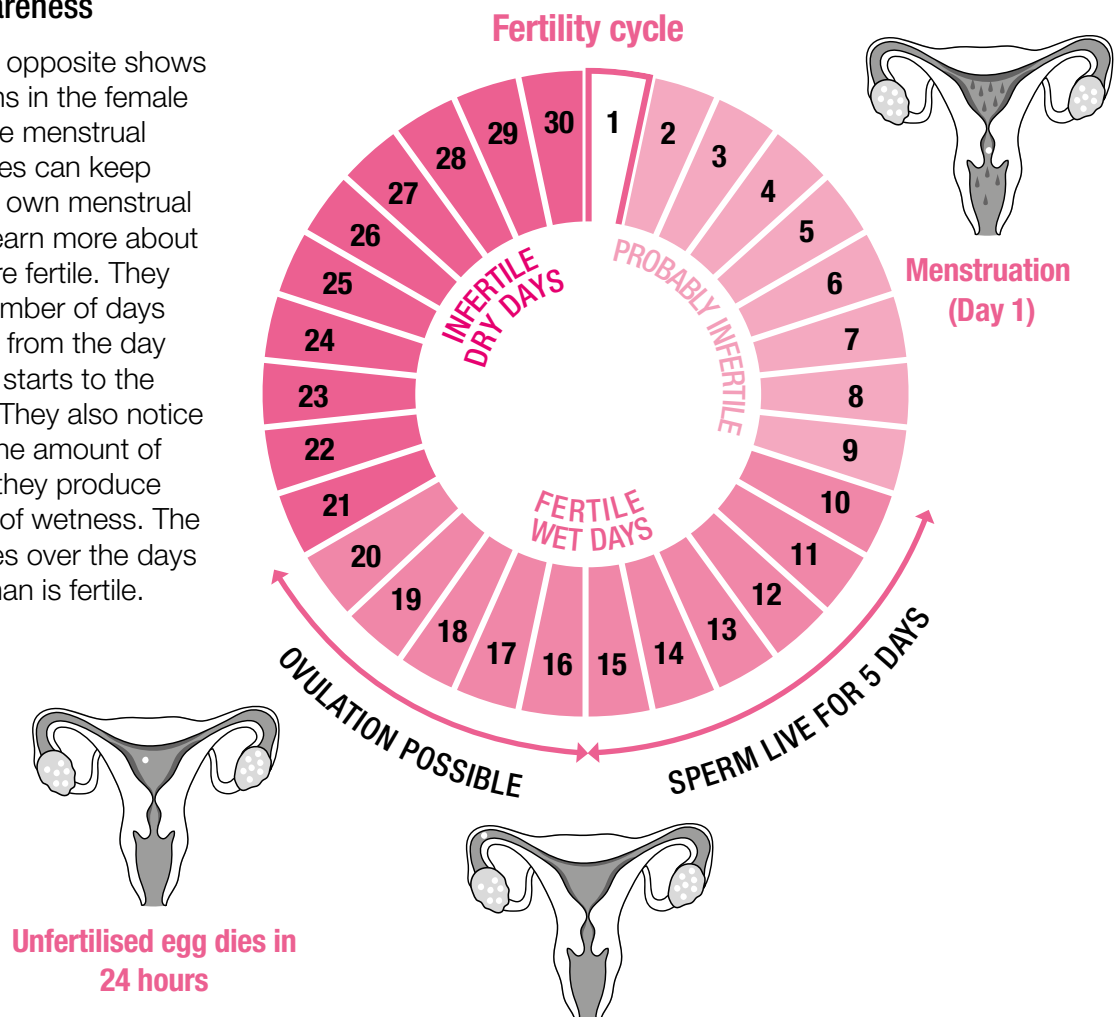 areness
opposite shows
ns in the female
e menstrual
es can keep
own menstrual
earn more about
re fertile. They
mber of days
from the day
starts to the
They also notice
he amount of
they produce
of wetness. The
es over the days
man is fertile.
Fertility cycle
1
2
3
4
5
6
7
8
9
10
11
12
13
14
15
16
17
18
19
20
21
22
23
24
25
26
27
28
29
30
PROBABLY INFERTILE
INFERTILE
DRY DAYS
FERTILE
WET DAYS
Menstruation
(Day 1)
SPERM LIVE FOR 5 DAYS
OVULATION POSSIBLE
Unfertilised egg dies in
24 hours